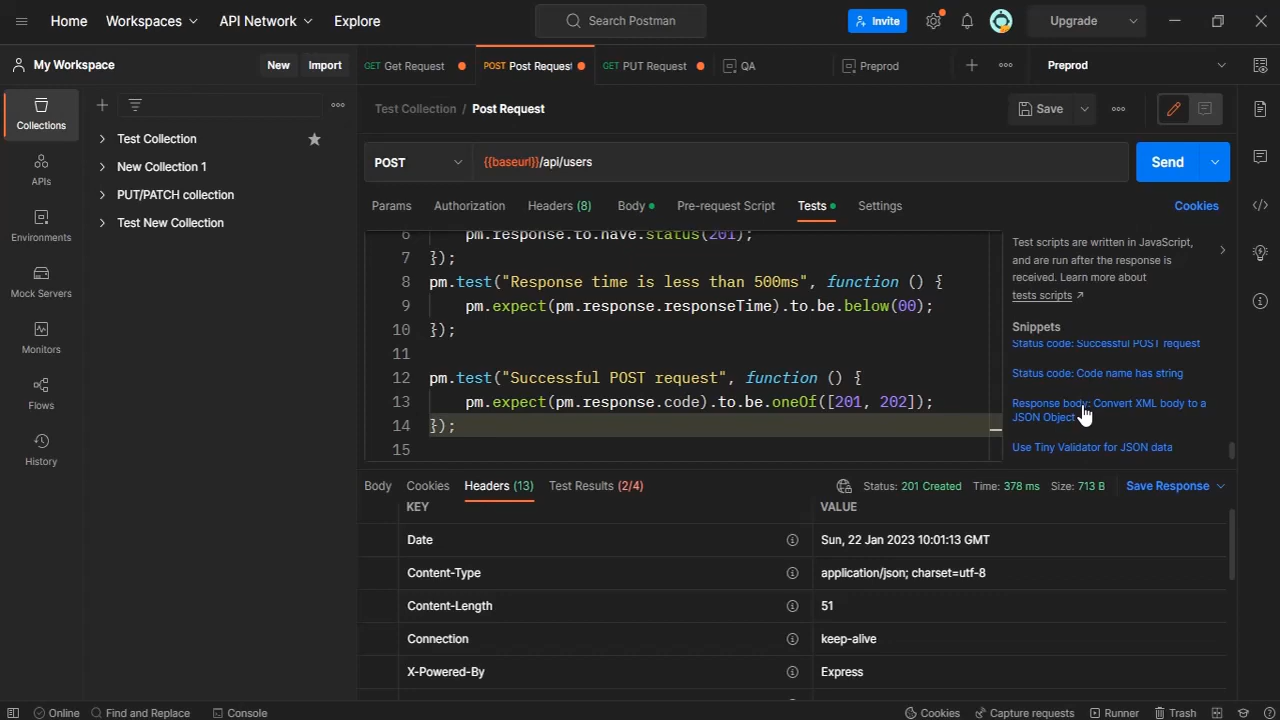 Home Workspaces API Network Explore Search Postman Invite Upgrade
My Workspace New Import GET Get Request POST Post Request GET PUT Request QA Preprod Preprod
Collections
APIs
Environments
Mock Servers
Monitors
Flows
History
Test Collection
New Collection 1
PUT/PATCH collection
Test New Collection
Test Collection / Post Request Save
POST {{baseurl}}/api/users Send
Params Authorization Headers (8) Body Pre-request Script Tests Settings Cookies
6 pm.response.to.have.status(201);
7 });
8 pm.test("Response time is less than 500ms", function () {
9 pm.expect(pm.response.responseTime).to.be.below(00);
10 });
11
12 pm.test("Successful POST request", function () {
13 pm.expect(pm.response.code).to.be.oneOf([201, 202]);
14 });
15
Test scripts are written in JavaScript,
and are run after the response is
received. Learn more about
tests scripts ↗
Snippets
Status code: Successful POST request
Status code: Code name has string
Response body: Convert XML body to a
JSON Object
Use Tiny Validator for JSON data
Body Cookies Headers (13) Test Results (2/4) Status: 201 Created Time: 378 ms Size: 713 B Save Response
KEY VALUE
Date Sun, 22 Jan 2023 10:01:13 GMT
Content-Type application/json; charset=utf-8
Content-Length 51
Connection keep-alive
X-Powered-By Express
Online Find and Replace Console Cookies Capture requests Runner Trash